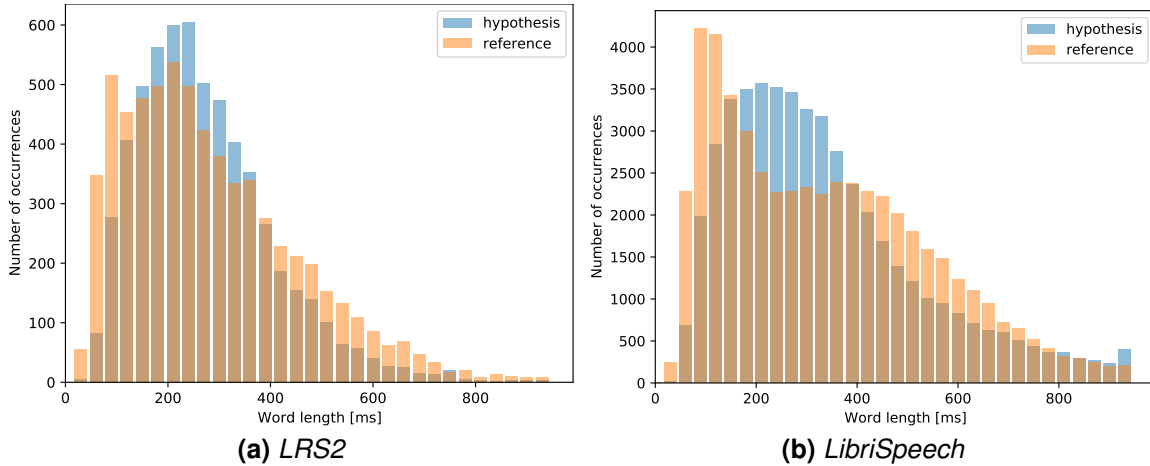 hypothesis
reference
Number of occurrences
600
500
400
300
200
100
0
0 200 400 600 800
Word length [ms]
(a) LRS2
hypothesis
reference
Number of occurrences
4000
3500
3000
2500
2000
1500
1000
500
0
0 200 400 600 800
Word length [ms]
(b) LibriSpeech